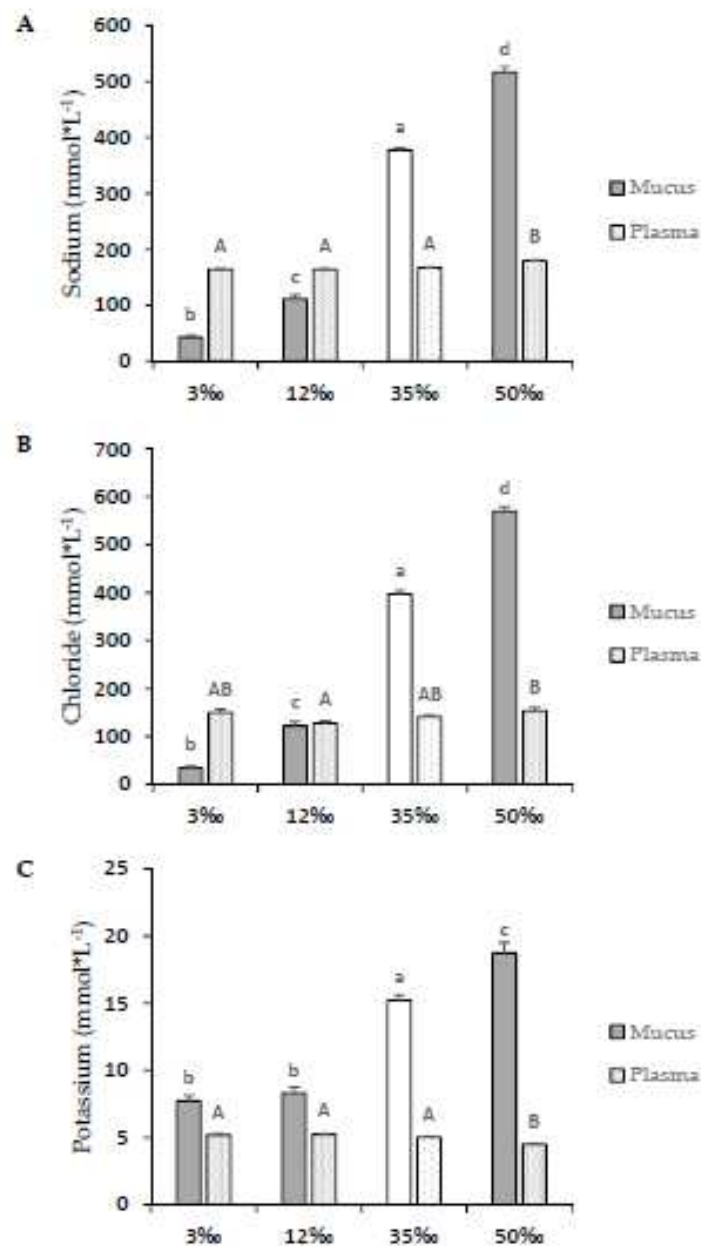 A
600
500
400
300
200
100
0
Sodium (mmol*L-1)
b
A
c
A
a
A
d
B
3‰
12‰
35‰
50‰
Mucus
Plasma
B
700
600
500
400
300
200
100
0
Chloride (mmol*L-1)
b
AB
c
A
a
AB
d
B
3‰
12‰
35‰
50‰
Mucus
Plasma
C
25
20
15
10
5
0
Potassium (mmol*L-1)
b
A
b
A
a
A
c
B
3‰
12‰
35‰
50‰
Mucus
Plasma